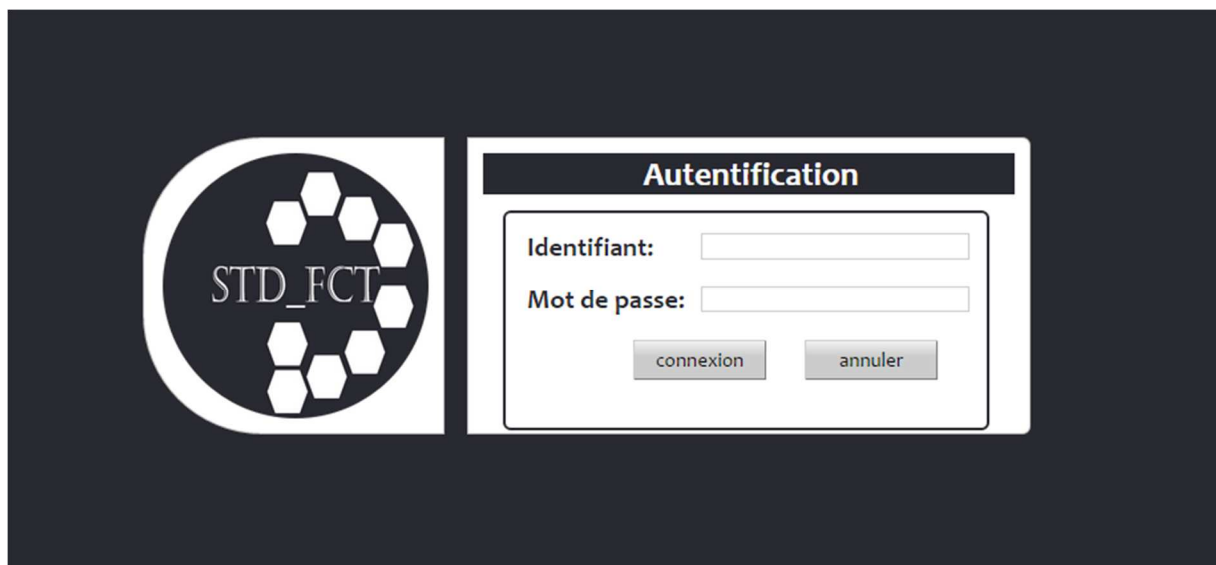 STD_FCT
Autentification
Identifiant:
Mot de passe:
connexion annuler